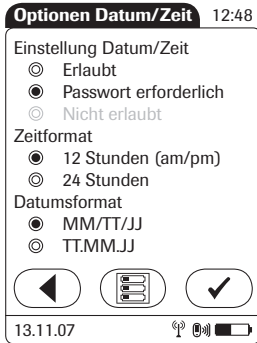 Optionen Datum/Zeit 12:48
Einstellung Datum/Zeit
Erlaubt
Passwort erforderlich
Nicht erlaubt
Zeitformat
12 Stunden (am/pm)
24 Stunden
Datumsformat
MM/TT/JJ
TT.MM.JJ
13.11.07